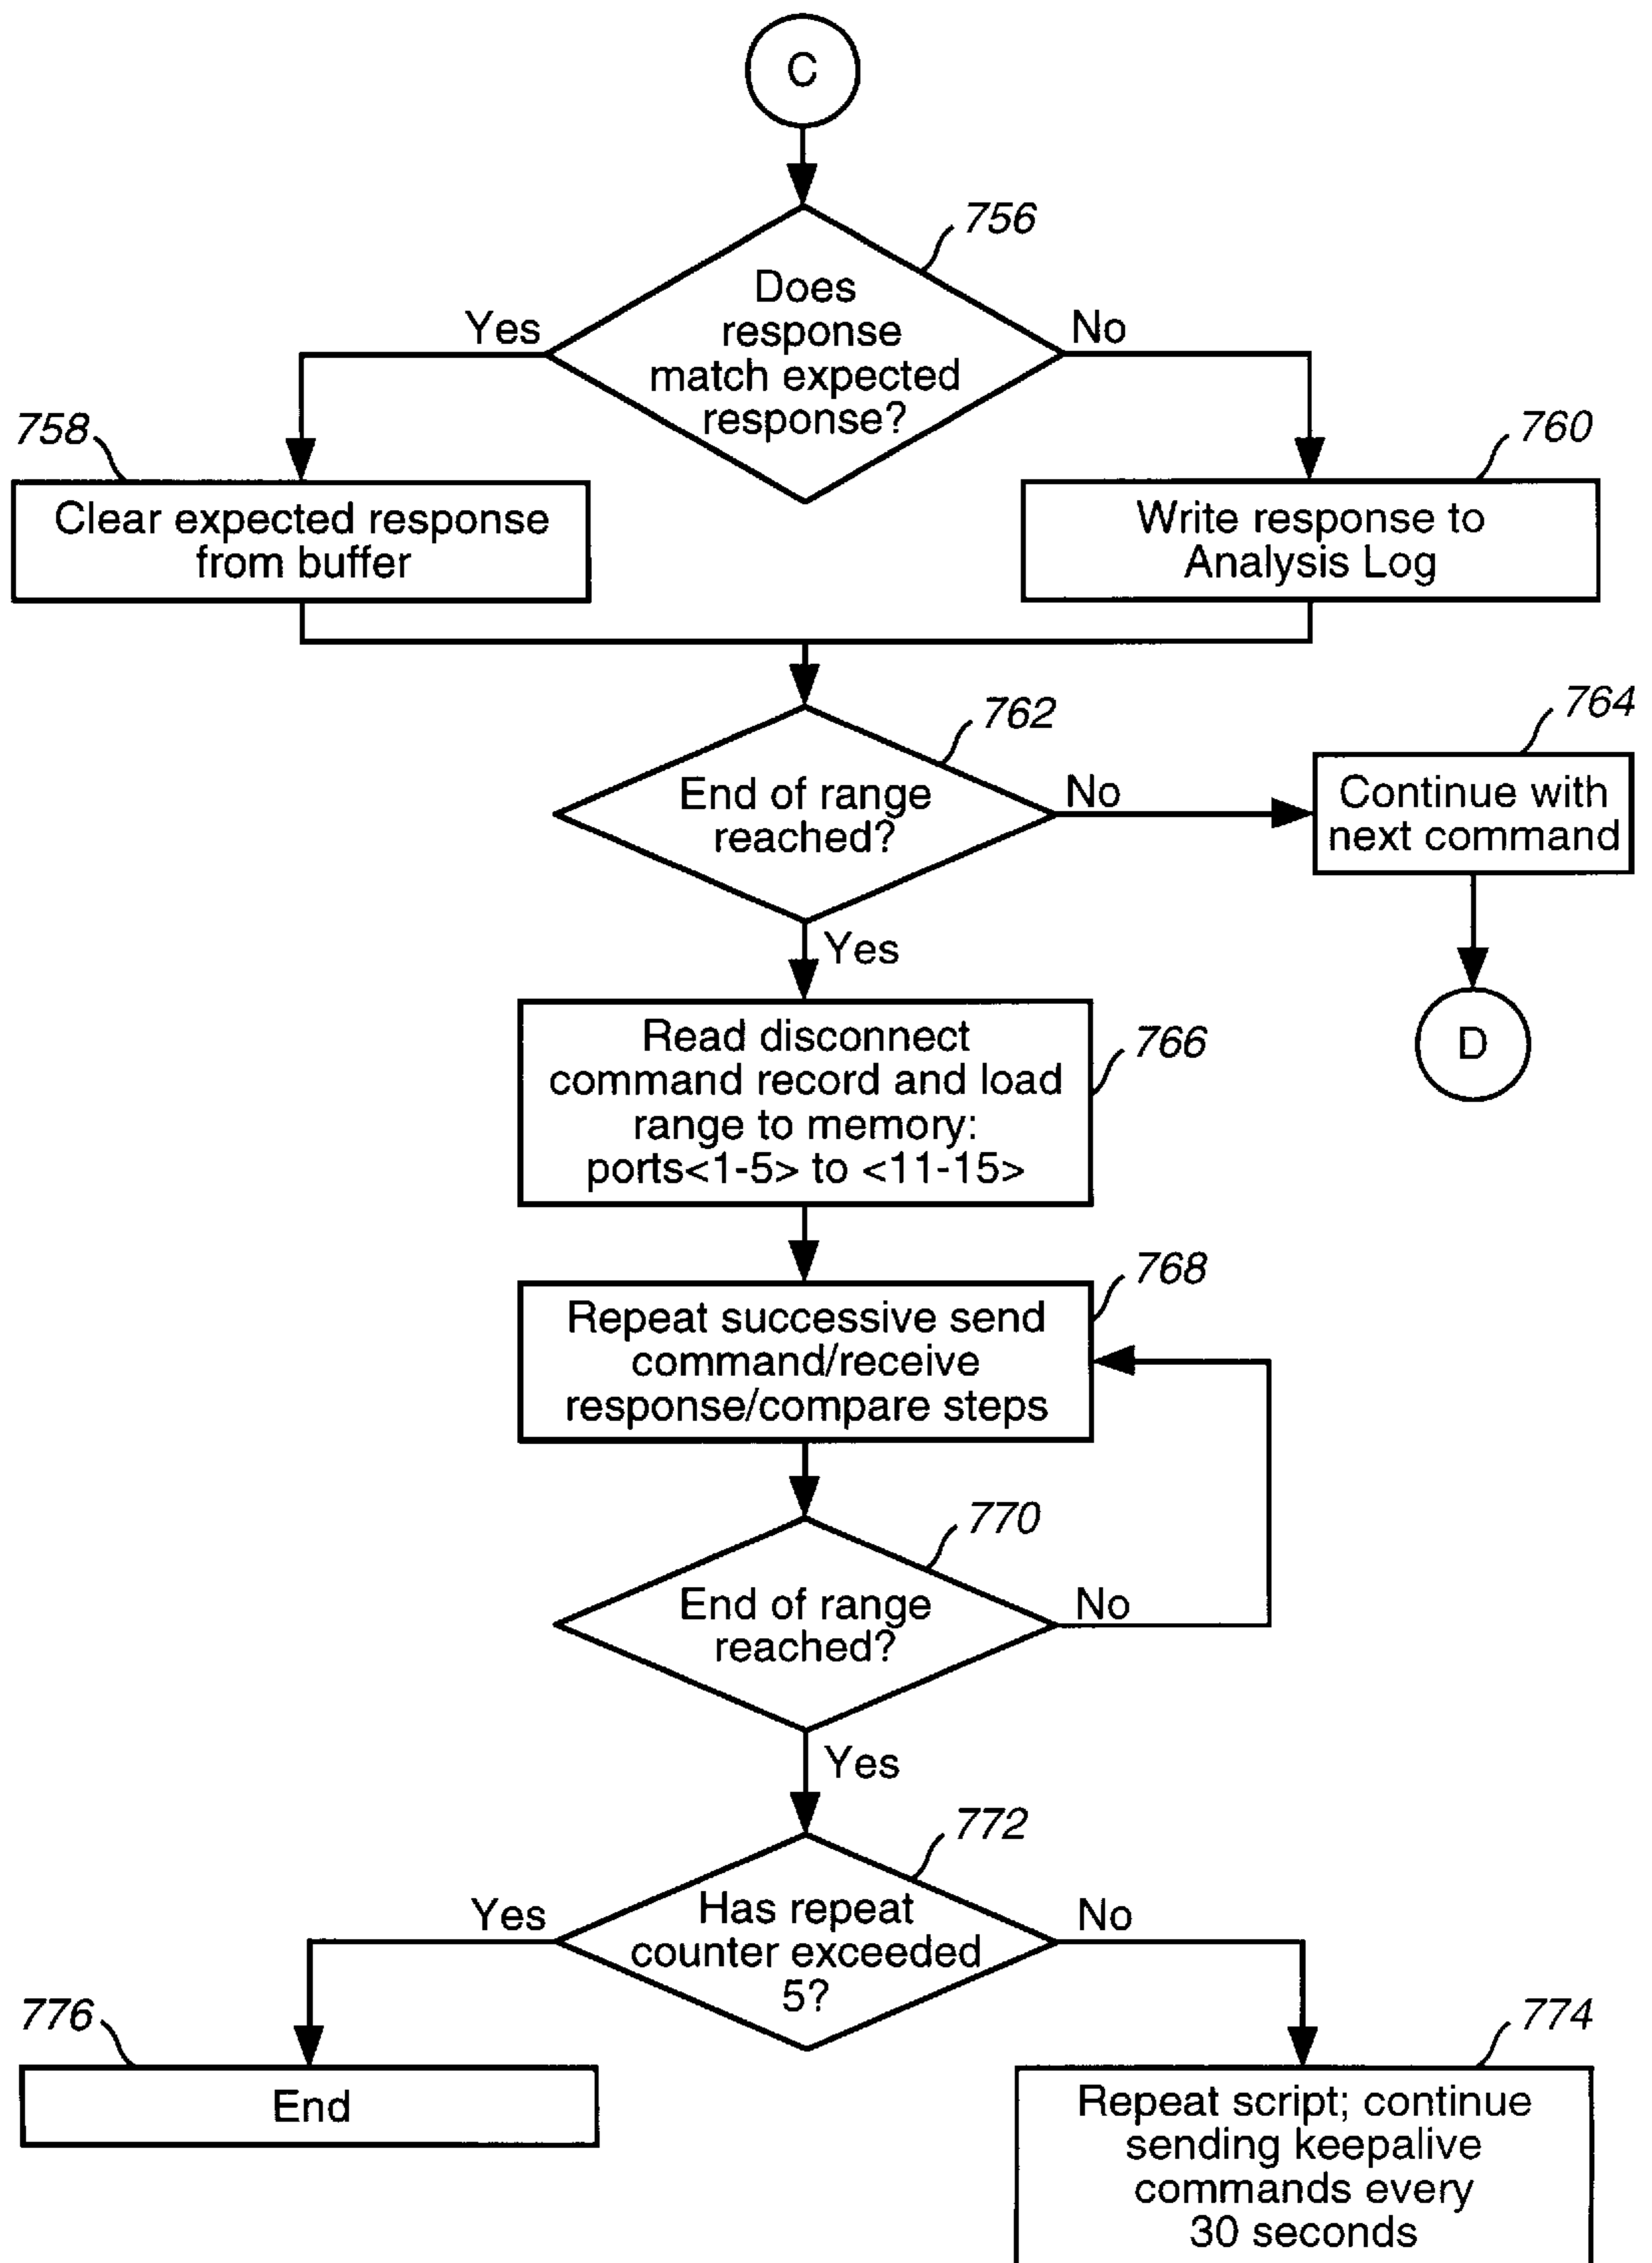 C
756
Does
response
match expected
response?
Yes
No
758
Clear expected response
from buffer
760
Write response to
Analysis Log
762
End of range
reached?
No
764
Continue with
next command
Yes
D
Read disconnect
command record and load
range to memory:
ports<1-5> to <11-15>
766
768
Repeat successive send
command/receive
response/compare steps
770
End of range
reached?
No
Yes
772
Has repeat
counter exceeded
5?
Yes
No
776
End
774
Repeat script; continue
sending keepalive
commands every
30 seconds